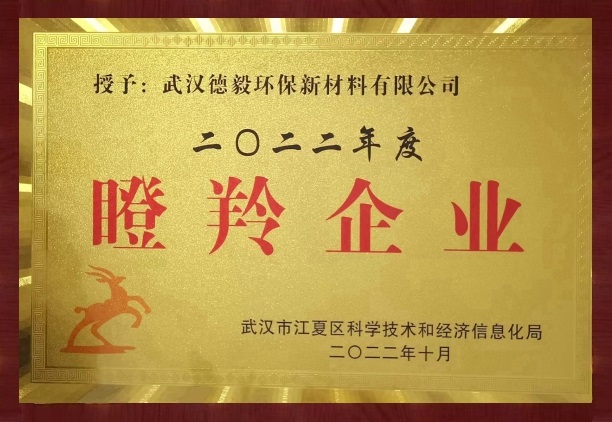 授予：武汉德毅环保新材料有限公司
二〇二二年度
瞪羚企业
武汉市江夏区科学技术和经济信息化局
二〇二二年十月